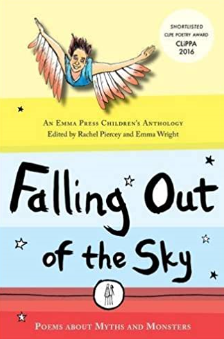 SHORTLISTED
CLPE POETRY AWARD
CLiPPA
2016
AN EMMA PRESS CHILDREN'S ANTHOLOGY
Edited by Rachel Piercey and Emma Wright
Falling Out
of the Sky
POEMS ABOUT MYTHS AND MONSTERS